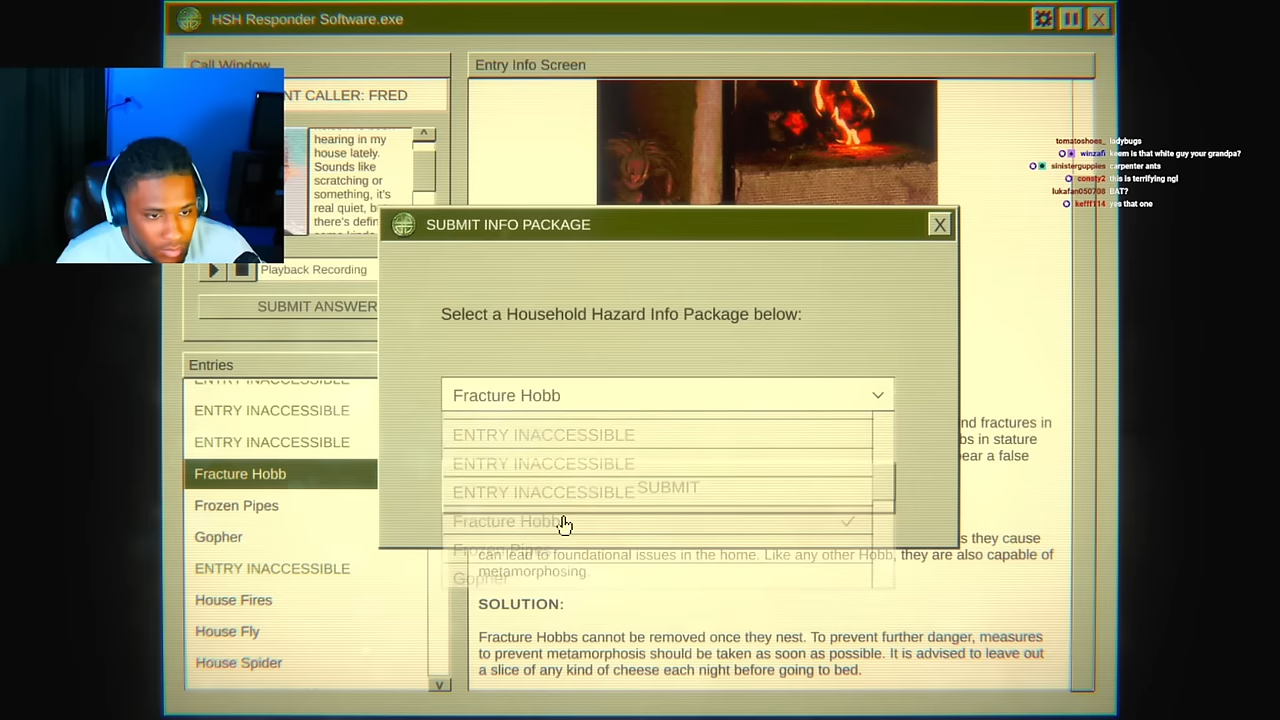 HSH Responder Software.exe
Call Window
NT CALLER: FRED
hearing in my
house lately.
Sounds like
scratching or
something, it's
real quiet, b
there's defin
Playback Recording
SUBMIT ANSWER
Entries
ENTRY INACCESSIBLE
ENTRY INACCESSIBLE
ENTRY INACCESSIBLE
Fracture Hobb
Frozen Pipes
Gopher
ENTRY INACCESSIBLE
House Fires
House Fly
House Spider
Entry Info Screen
SUBMIT INFO PACKAGE
X
X
Select a Household Hazard Info Package below:
Fracture Hobb
ENTRY INACCESSIBLE
ENTRY INACCESSIBLE
ENTRY INACCESSIBLE
SUBMIT
Fracture Hobb
Frozen Pipes
Gopher
nd fractures in
bs in stature
pear a false
s they cause
can lead to foundational issues in the home. Like any other Hobb, they are also capable of
metamorphosing.
SOLUTION:
Fracture Hobbs cannot be removed once they nest. To prevent further danger, measures
to prevent metamorphosis should be taken as soon as possible. It is advised to leave out
a slice of any kind of cheese each night before going to bed.
tomatoshoes_ ladybugs
winzafi keem is that white guy your grandpa?
sinisterguppies carpenter ants
consty2 this is terrifying ngl
lukafan050708 BAT?
kefff114 yes that one